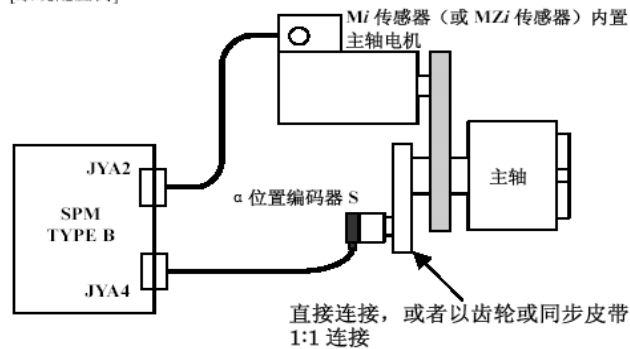 Mi 传感器（或 MZi 传感器）内置
主轴电机
JYA2
SPM
TYPE B
α 位置编码器 S
主轴
JYA4
直接连接，或者以齿轮或同步皮带
1:1 连接